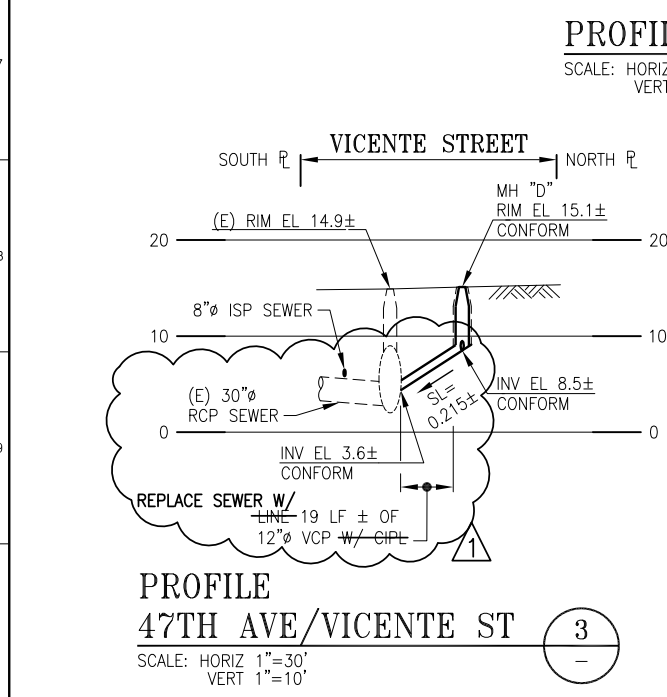 PROFI
SCALE: HORIZ
VERT
VICENTE STREET
SOUTH ℄
NORTH ℄
MH "D"
RIM EL 15.1±
CONFORM
(E) RIM EL 14.9±
20
20
8"ø ISP SEWER
10
10
(E) 30"ø
RCP SEWER
SL=
0.215±
INV EL 8.5±
CONFORM
0
0
INV EL 3.6±
CONFORM
REPLACE SEWER W/
LINE 19 LF ± OF
12"ø VCP W/ CIPL
1
PROFILE
47TH AVE/VICENTE ST
3
-
SCALE: HORIZ 1"=30'
VERT 1"=10'